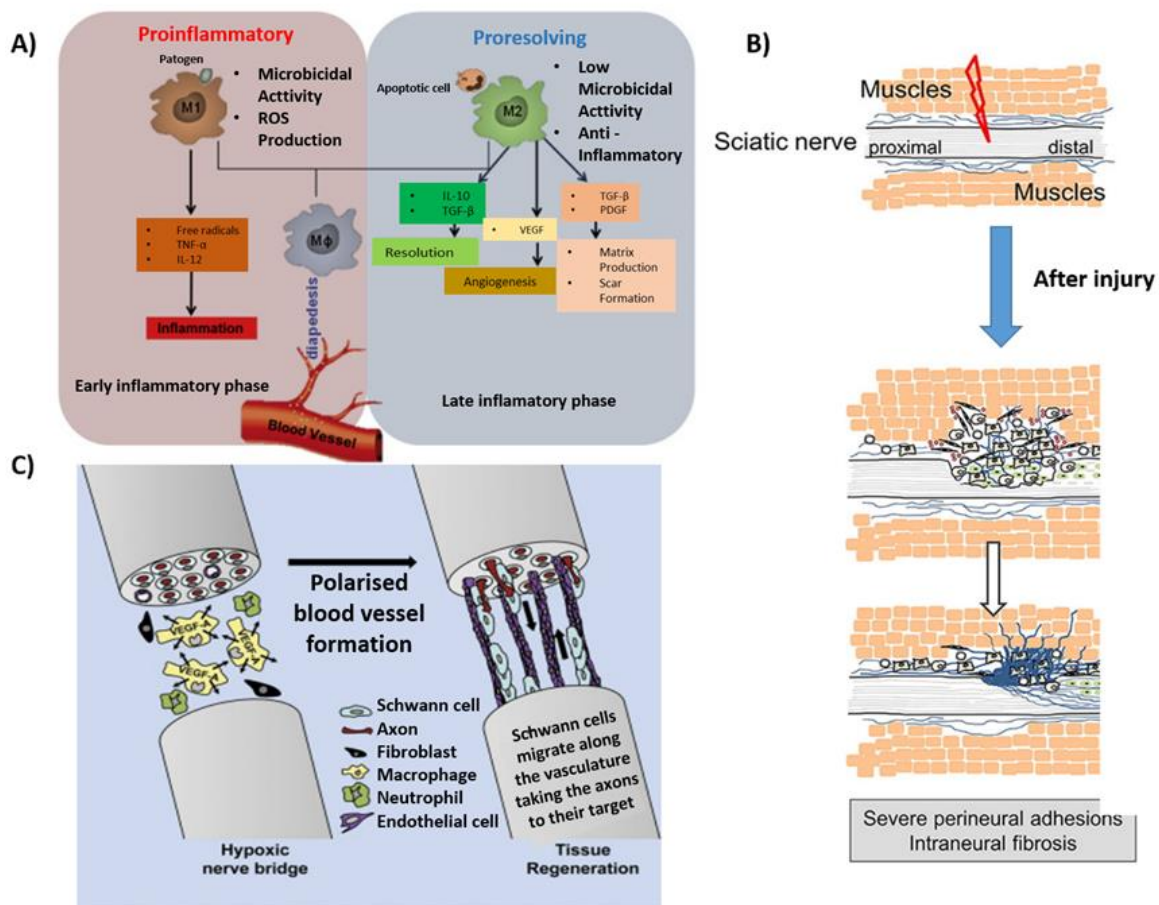 A)
Proinflammatory
Patogen
M1
• Microbicidal
Acttivity
• ROS
Production
• Free radicals
• TNF-α
• IL-12
Inflammation
Early inflammatory phase
Mϕ
diapedesis
Blood Vessel
Proresolving
Apoptotic cell
M2
• Low
Microbicidal
Acttivity
• Anti -
Inflammatory
• IL-10
• TGF-β
Resolution
• VEGF
Angiogenesis
• TGF-β
• PDGF
• Matrix
Production
• Scar
Formation
Late inflamatory phase
B)
Muscles
Sciatic nerve
proximal
distal
Muscles
After injury
Severe perineural adhesions
Intraneural fibrosis
C)
VEGF-A
VEGF-A
VEGF-A
Polarised
blood vessel
formation
Schwann cell
Axon
Fibroblast
Macrophage
Neutrophil
Endothelial cell
Schwann cells
migrate along
the vasculature
taking the axons
to their target
Hypoxic
nerve bridge
Tissue
Regeneration